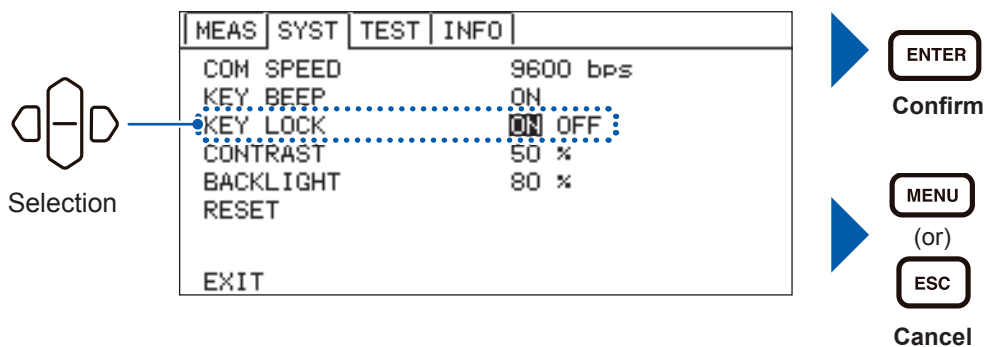 MEAS SYST TEST INFO
COM SPEED 9600 bps
KEY BEEP ON
KEY LOCK ON OFF
CONTRAST 50 %
BACKLIGHT 80 %
RESET
EXIT
Selection
ENTER
Confirm
MENU
(or)
ESC
Cancel